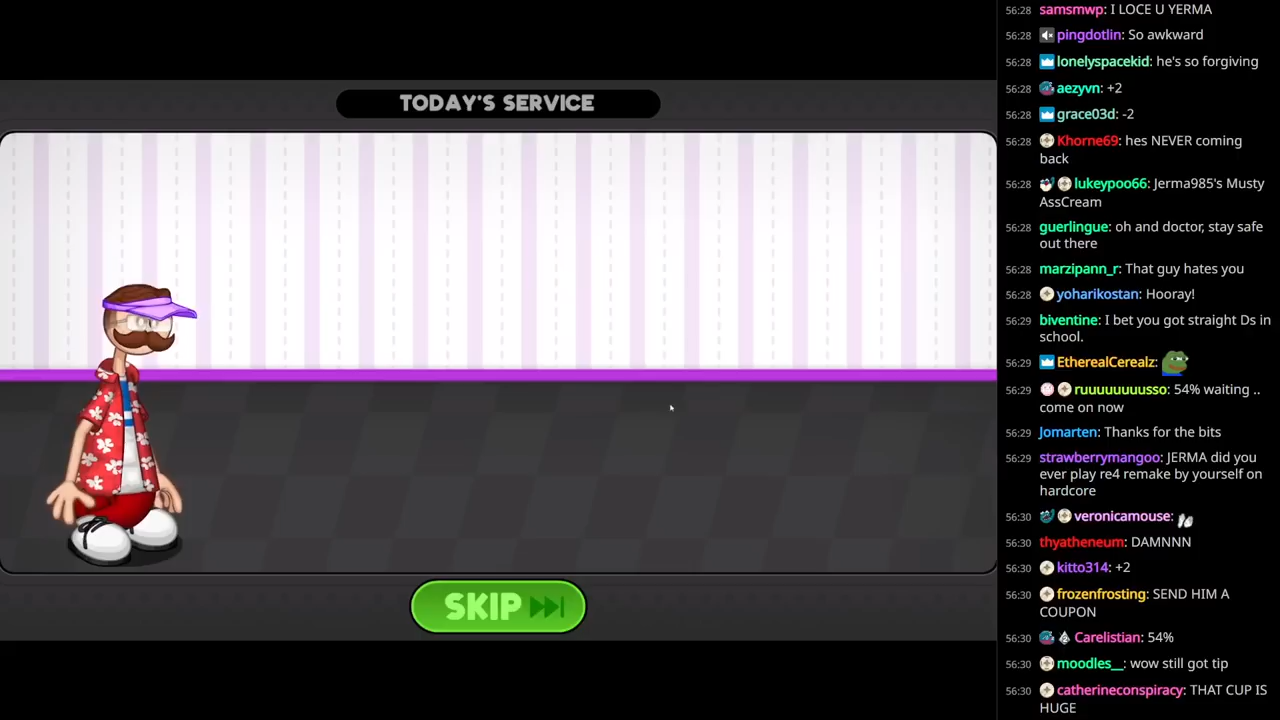 TODAY'S SERVICE
SKIP
56:28 samsmwp: I LOCE U YERMA
56:28 pingdotlin: So awkward
56:28 lonelyspacekid: he's so forgiving
56:28 aezyvn: +2
56:28 grace03d: -2
56:28 Khorne69: hes NEVER coming
back
56:28 lukeypoo66: Jerma985's Musty
AssCream
56:28 guerlingue: oh and doctor, stay safe
out there
56:28 marzipann_r: That guy hates you
56:28 yoharikostan: Hooray!
56:29 biventine: I bet you got straight Ds in
school.
56:29 EtherealCerealz:
56:29 ruuuuuuusso: 54% waiting ..
come on now
56:29 Jomarten: Thanks for the bits
56:29 strawberrymangoo: JERMA did you
ever play re4 remake by yourself on
hardcore
56:30 veronicamouse:
56:30 thyatheneum: DAMNNN
56:30 kitto314: +2
56:30 frozenfrosting: SEND HIM A
COUPON
56:30 Carelistian: 54%
56:30 moodles__: wow still got tip
56:30 catherineconspiracy: THAT CUP IS
HUGE